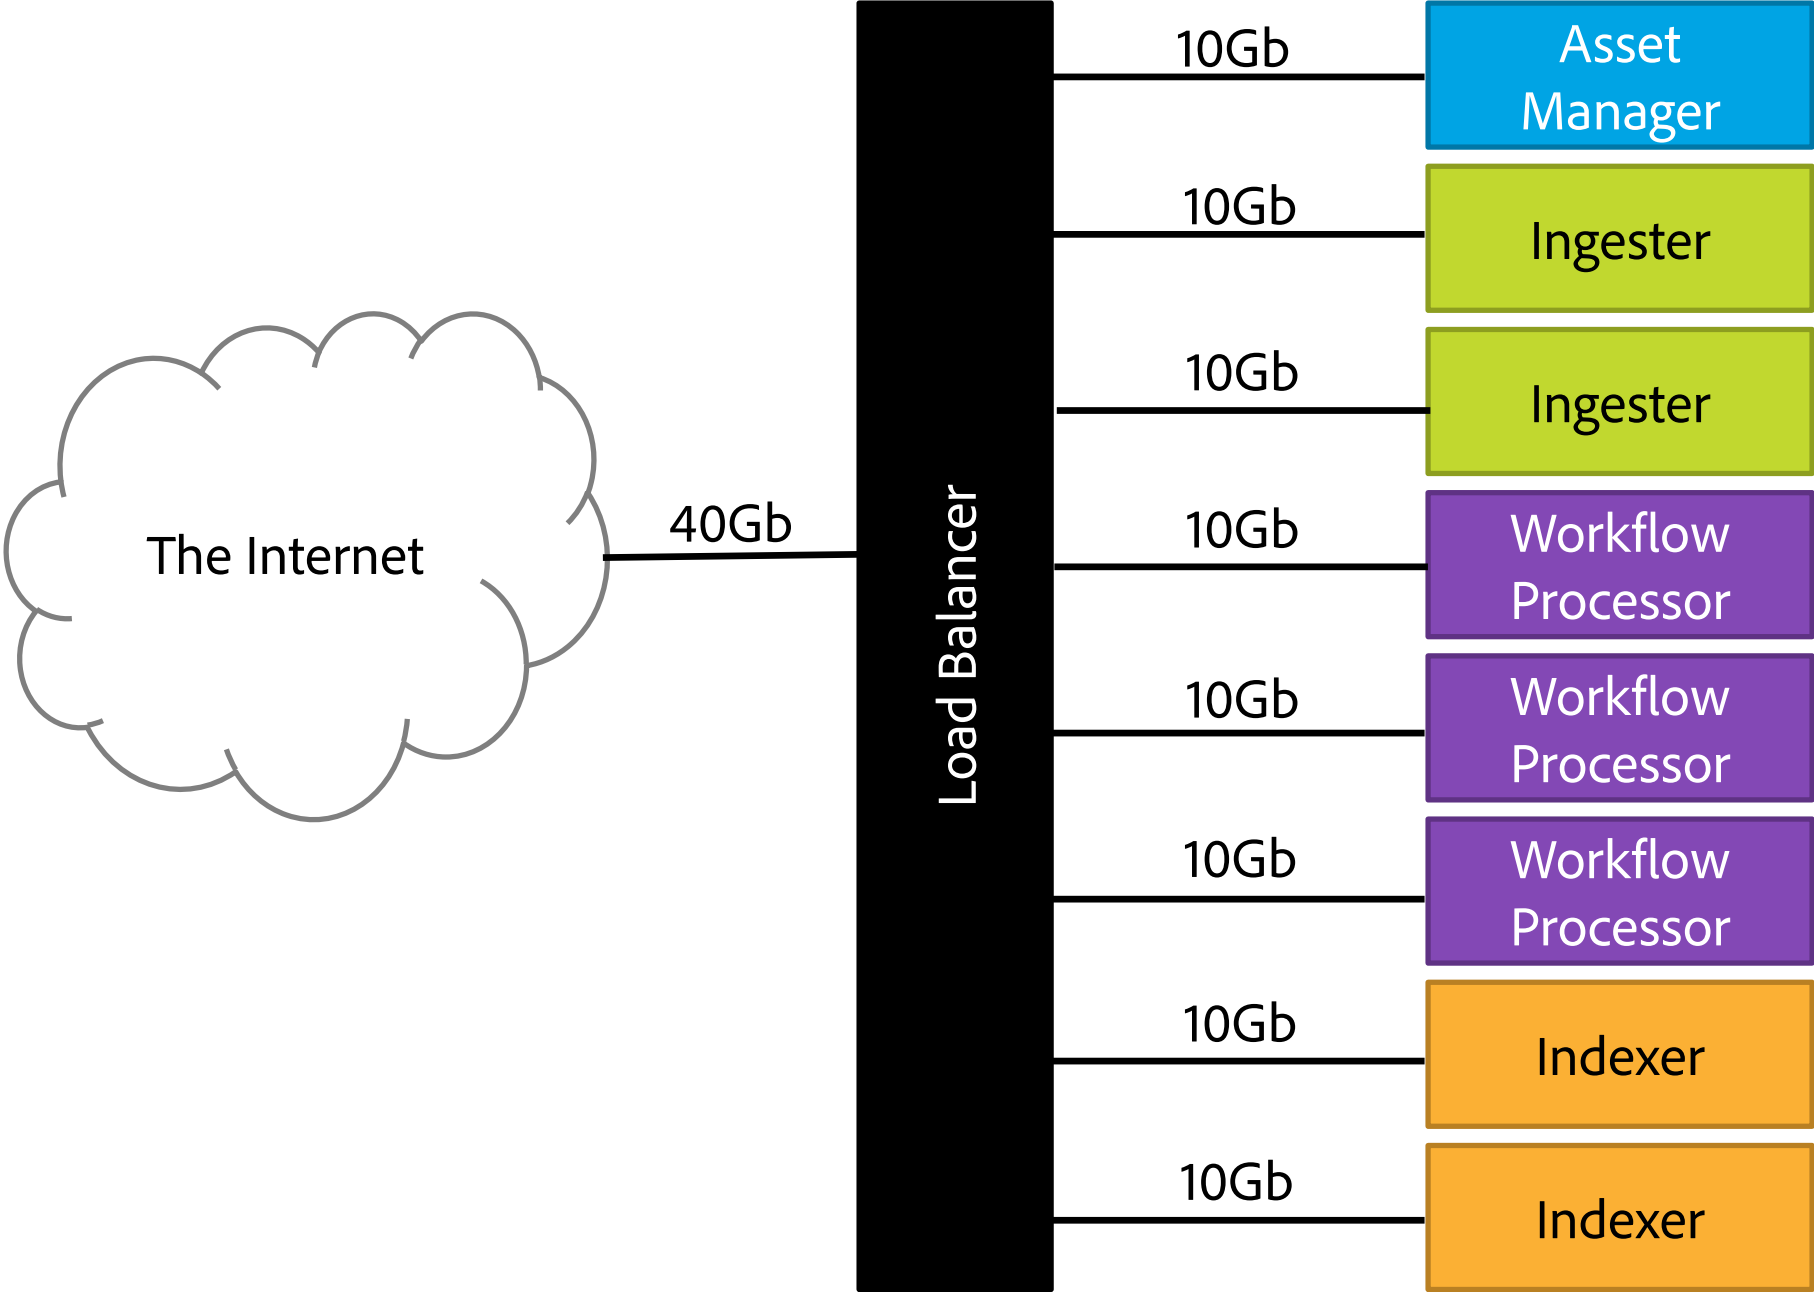 The Internet
40Gb
Load Balancer
10Gb
Asset
Manager
10Gb
Ingester
10Gb
Ingester
10Gb
Workflow
Processor
10Gb
Workflow
Processor
10Gb
Workflow
Processor
10Gb
Indexer
10Gb
Indexer